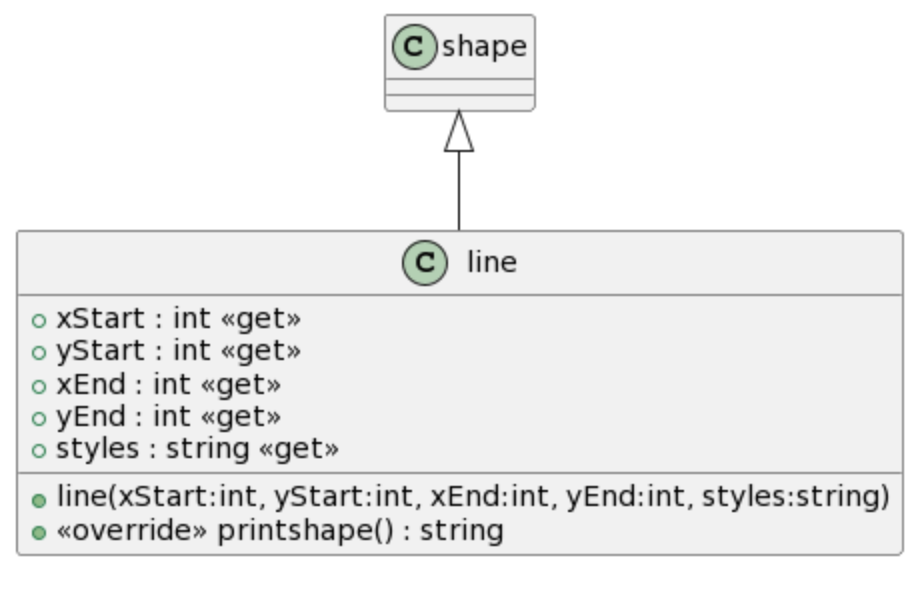 C shape
C line
xStart : int «get»
yStart : int «get»
xEnd : int «get»
yEnd : int «get»
styles : string «get»
line(xStart:int, yStart:int, xEnd:int, yEnd:int, styles:string)
«override» printshape() : string